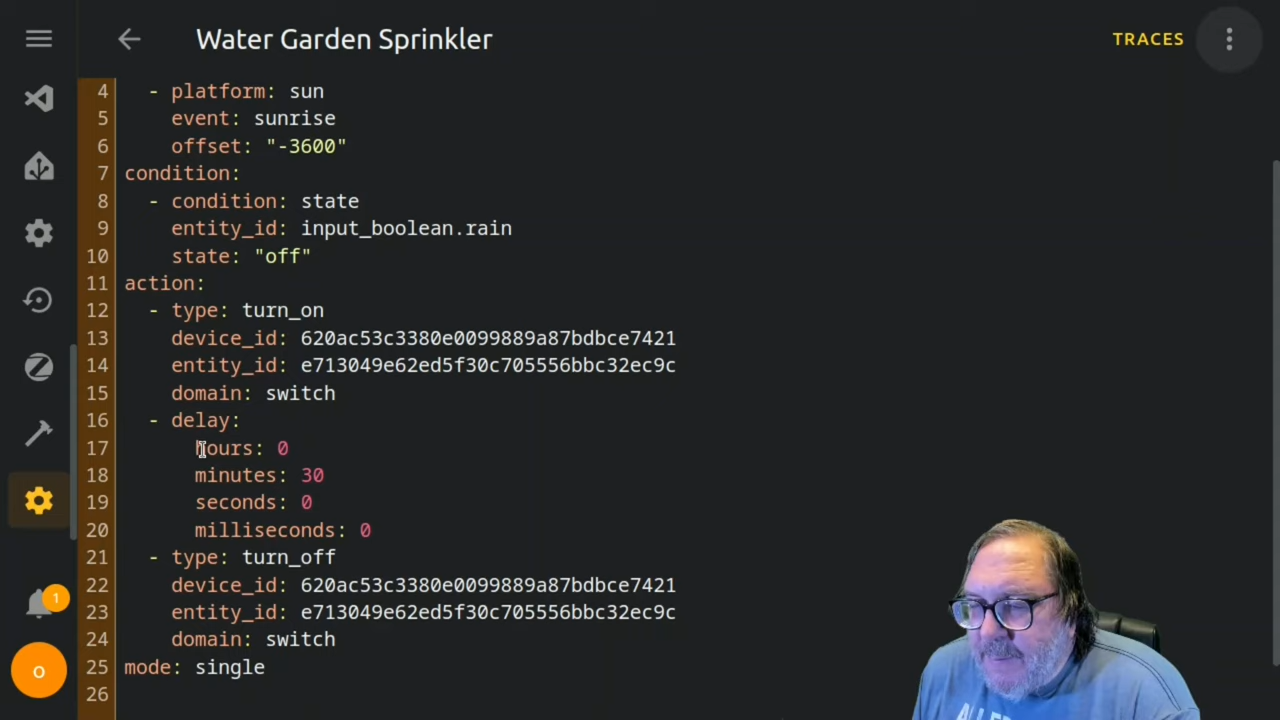 Water Garden Sprinkler
TRACES
4 - platform: sun
5 event: sunrise
6 offset: "-3600"
7 condition:
8 - condition: state
9 entity_id: input_boolean.rain
10 state: "off"
11 action:
12 - type: turn_on
13 device_id: 620ac53c3380e0099889a87bdbce7421
14 entity_id: e713049e62ed5f30c705556bbc32ec9c
15 domain: switch
16 - delay:
17 hours: 0
18 minutes: 30
19 seconds: 0
20 milliseconds: 0
21 - type: turn_off
22 device_id: 620ac53c3380e0099889a87bdbce7421
23 entity_id: e713049e62ed5f30c705556bbc32ec9c
24 domain: switch
25 mode: single
26
1
o